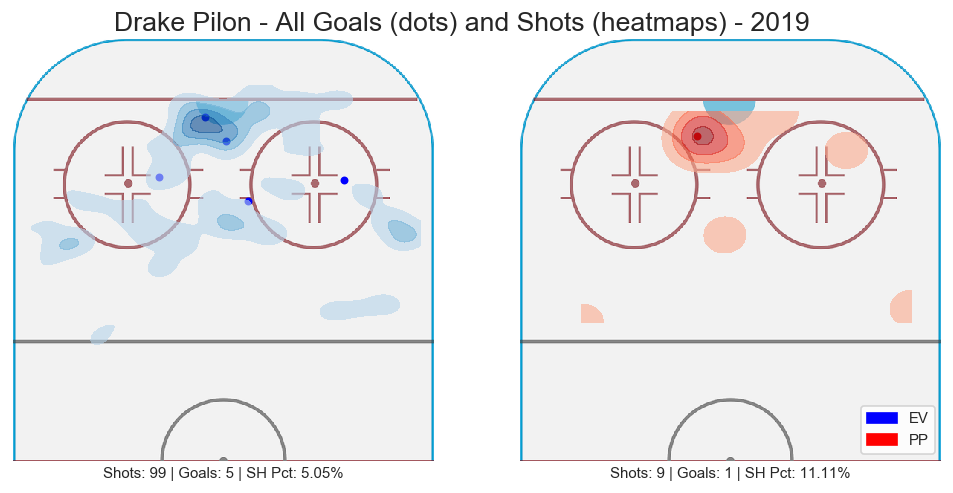 Drake Pilon - All Goals (dots) and Shots (heatmaps) - 2019
EV
PP
Shots: 99 | Goals: 5 | SH Pct: 5.05%
Shots: 9 | Goals: 1 | SH Pct: 11.11%